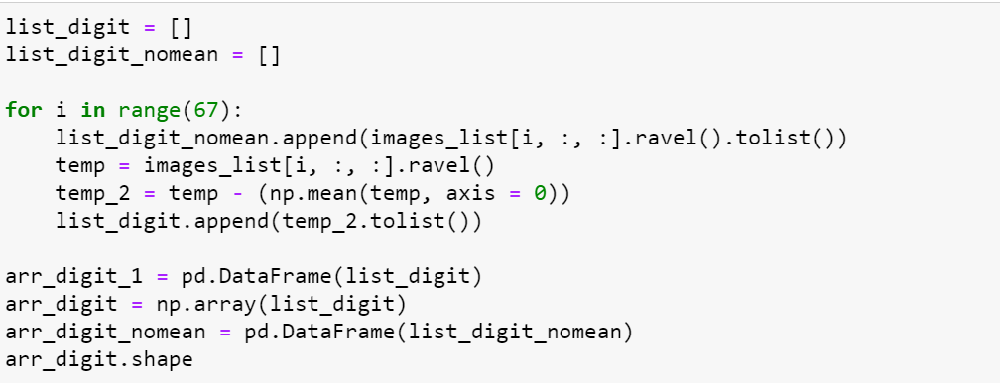 list_digit = []
list_digit_nomean = []
for i in range(67):
    list_digit_nomean.append(images_list[i, :, :].ravel().tolist())
    temp = images_list[i, :, :].ravel()
    temp_2 = temp - (np.mean(temp, axis = 0))
    list_digit.append(temp_2.tolist())
arr_digit_1 = pd.DataFrame(list_digit)
arr_digit = np.array(list_digit)
arr_digit_nomean = pd.DataFrame(list_digit_nomean)
arr_digit.shape